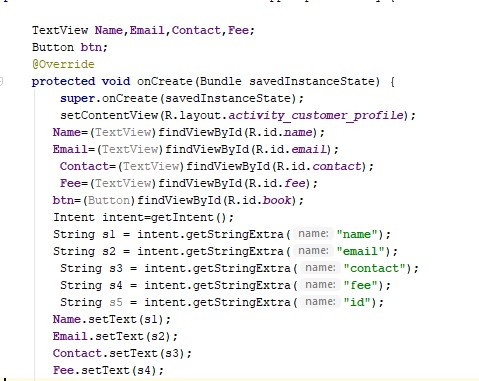 TextView Name,Email,Contact,Fee;
Button btn;
@Override
protected void onCreate(Bundle savedInstanceState) {
super.onCreate(savedInstanceState);
setContentView(R.layout.activity_customer_profile);
Name=(TextView)findViewById(R.id.name);
Email=(TextView)findViewById(R.id.email);
Contact=(TextView)findViewById(R.id.contact);
Fee=(TextView)findViewById(R.id.fee);
btn=(Button)findViewById(R.id.book);
Intent intent=getIntent();
String s1 = intent.getStringExtra( name: "name");
String s2 = intent.getStringExtra( name: "email");
String s3 = intent.getStringExtra( name: "contact");
String s4 = intent.getStringExtra( name: "fee");
String s5 = intent.getStringExtra( name: "id");
Name.setText(s1);
Email.setText(s2);
Contact.setText(s3);
Fee.setText(s4);